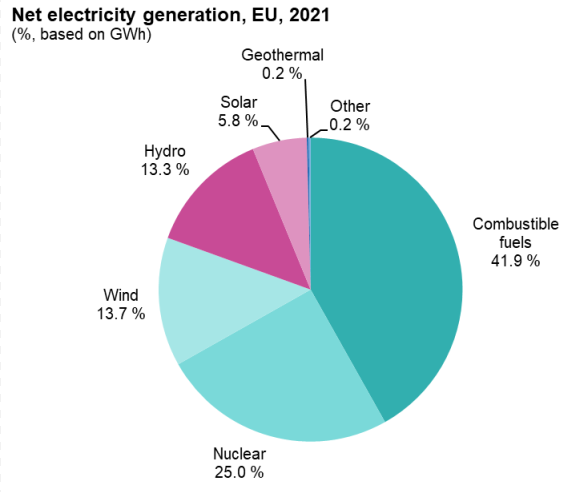 Net electricity generation, EU, 2021
(%, based on GWh)
Geothermal
0.2 %
Other
0.2 %
Solar
5.8 %
Hydro
13.3 %
Combustible
fuels
41.9 %
Wind
13.7 %
Nuclear
25.0 %